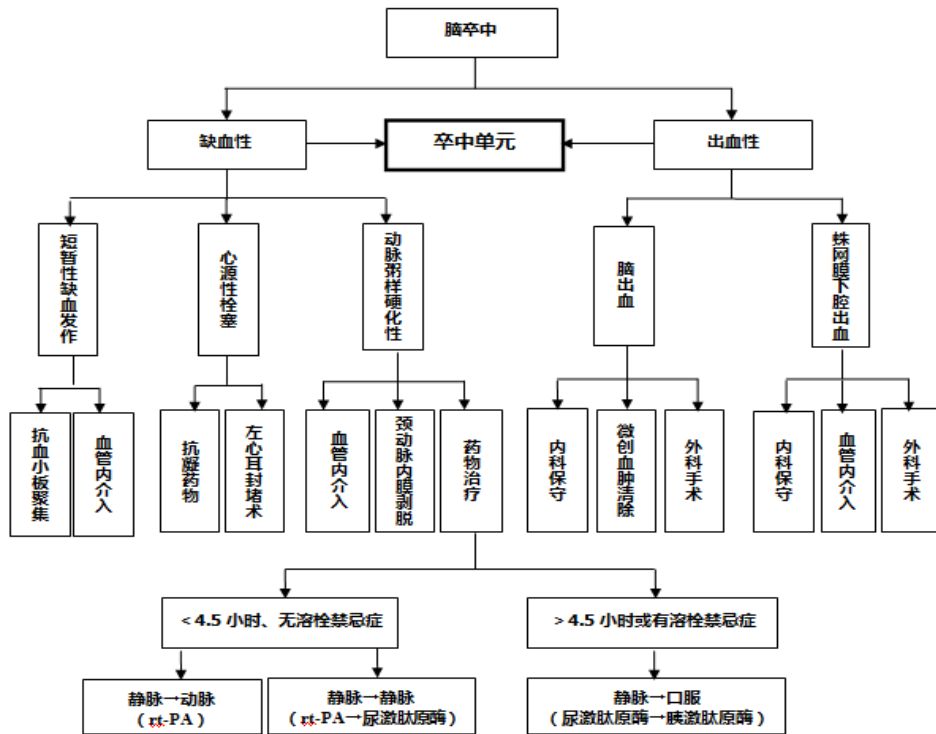 脑卒中
缺血性
卒中单元
出血性
短暂性缺血发作
心源性栓塞
动脉粥样硬化性
脑出血
蛛网膜下腔出血
抗血小板聚集
血管内介入
抗凝药物
左心耳封堵术
血管内介入
颈动脉内膜剥脱
药物治疗
内科保守
微创血肿清除
外科手术
内科保守
血管内介入
外科手术
＜4.5 小时、无溶栓禁忌症
＞4.5 小时或有溶栓禁忌症
静脉→动脉
（rt-PA）
静脉→静脉
（rt-PA→尿激肽原酶）
静脉→口服
（尿激肽原酶→胰激肽原酶）